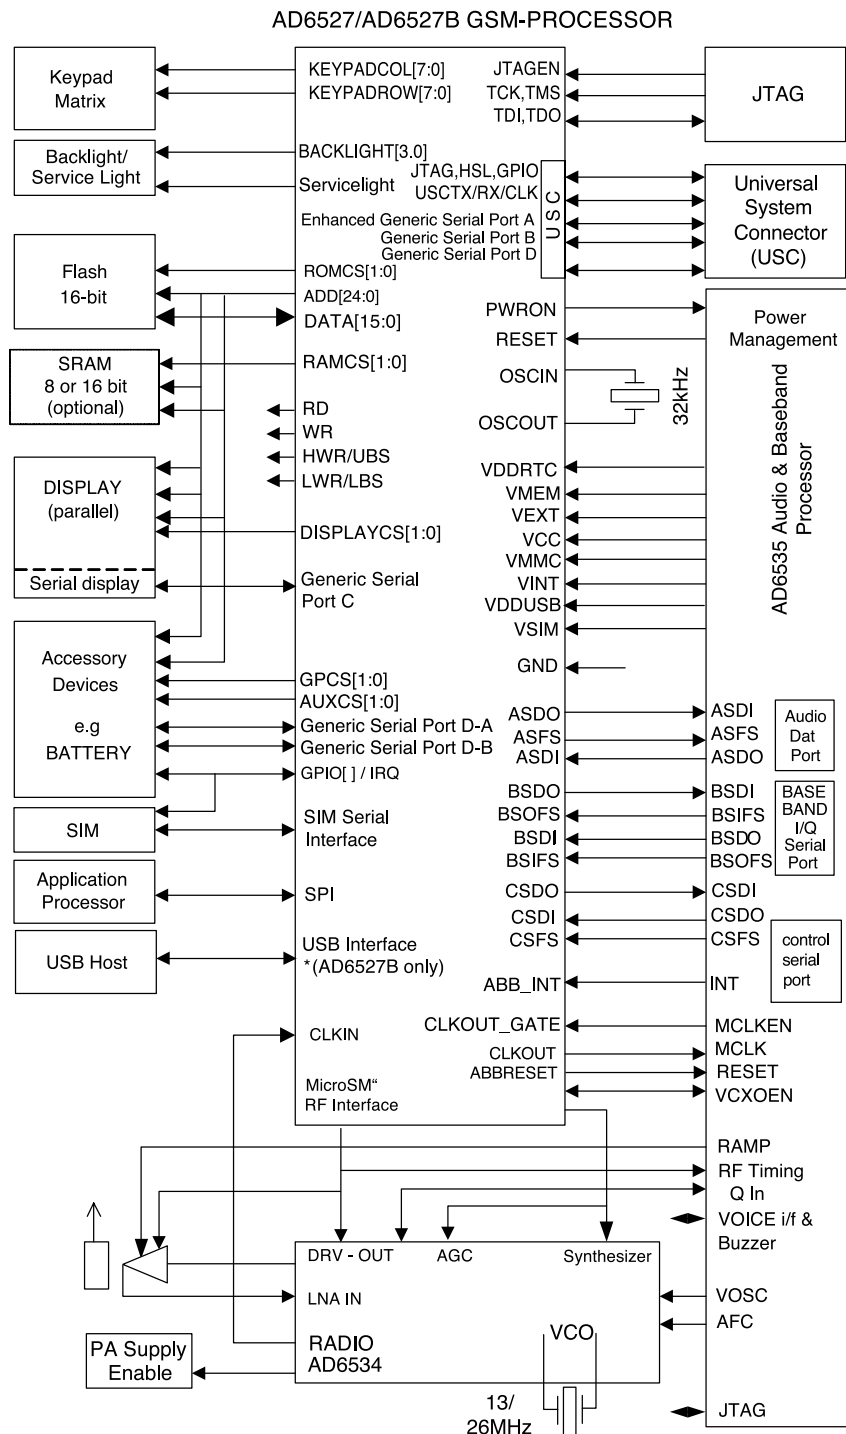 AD6527/AD6527B GSM-PROCESSOR
Keypad
Matrix
KEYPADCOL[7:0]
KEYPADROW[7:0]
JTAGEN
TCK,TMS
TDI,TDO
JTAG
Backlight/
Service Light
BACKLIGHT[3.0]
Servicelight
JTAG,HSL,GPIO
USCTX/RX/CLK
Enhanced Generic Serial Port A
Generic Serial Port B
Generic Serial Port D
USC
Universal
System
Connector
(USC)
Flash
16-bit
ROMCS[1:0]
ADD[24:0]
DATA[15:0]
PWRON
RESET
Power
Management
SRAM
8 or 16 bit
(optional)
RAMCS[1:0]
OSCIN
OSCOUT
32kHz
RD
WR
HWR/UBS
LWR/LBS
DISPLAY
(parallel)
DISPLAYCS[1:0]
Serial display
Generic Serial
Port C
VDDRTC
VMEM
VEXT
VCC
VMMC
VINT
VDDUSB
VSIM
GND
AD6535 Audio & Baseband
Processor
Accessory
Devices
e.g
BATTERY
GPCS[1:0]
AUXCS[1:0]
Generic Serial Port D-A
Generic Serial Port D-B
GPIO[ ] / IRQ
ASDO
ASFS
ASDI
ASDI
ASFS
ASDO
Audio
Dat
Port
SIM
SIM Serial
Interface
BSDO
BSOFS
BSDI
BSIFS
BSDI
BSIFS
BSDO
BSOFS
BASE
BAND
I/Q
Serial
Port
Application
Processor
SPI
CSDO
CSDI
CSFS
CSDI
CSDO
CSFS
control
serial
port
USB Host
USB Interface
*(AD6527B only)
ABB_INT
INT
CLKIN
CLKOUT_GATE
CLKOUT
ABBRESET
MCLKEN
MCLK
RESET
VCXOEN
MicroSM“
RF Interface
RAMP
RF Timing
Q In
VOICE i/f &
Buzzer
DRV - OUT
AGC
Synthesizer
LNA IN
VOSC
AFC
RADIO
AD6534
VCO
PA Supply
Enable
13/
26MHz
JTAG